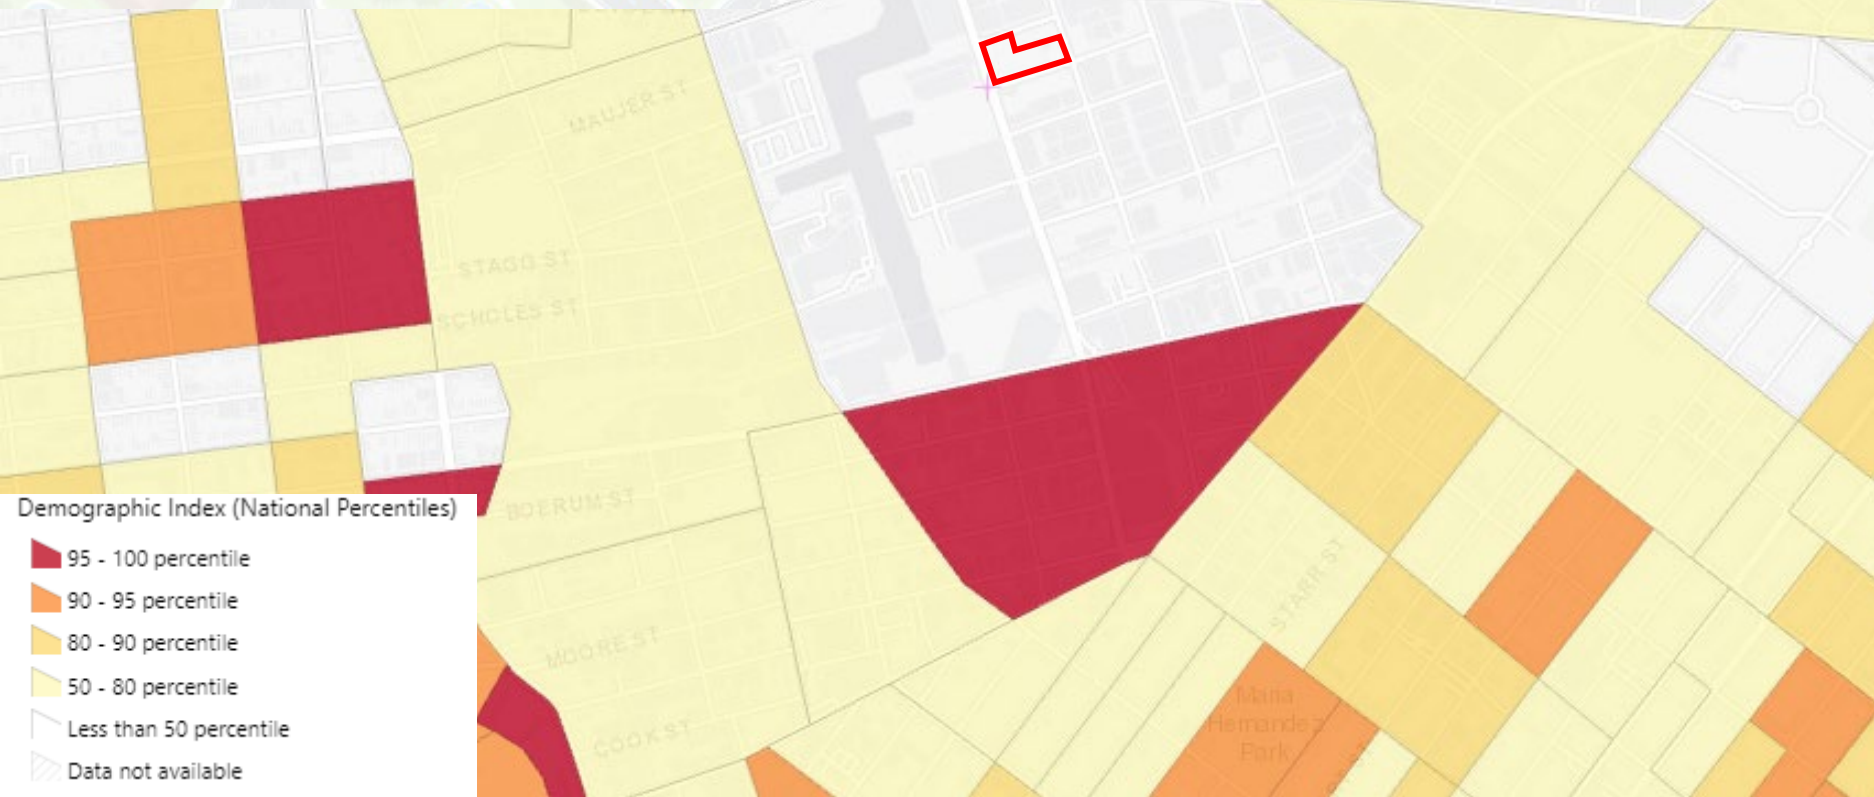 MAUJER ST
STAGG ST
SCHOLES ST
BOERUM ST
STARR ST
MOORE ST
Maria
Hernandez
Park
COOK ST
Demographic Index (National Percentiles)
95 - 100 percentile
90 - 95 percentile
80 - 90 percentile
50 - 80 percentile
Less than 50 percentile
Data not available